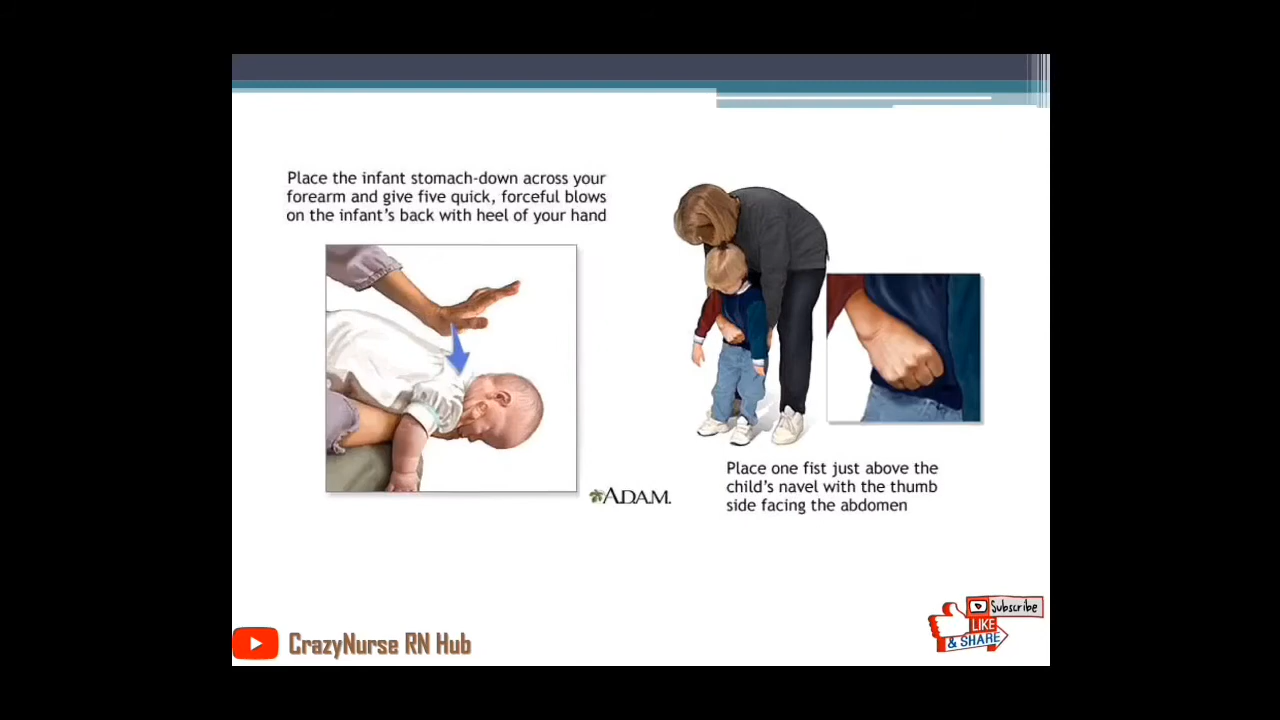 Place the infant stomach-down across your
forearm and give five quick, forceful blows
on the infant's back with heel of your hand
ADAM.
Place one fist just above the
child's navel with the thumb
side facing the abdomen
Subscribe
LIKE
& SHARE
CrazyNurse RN Hub